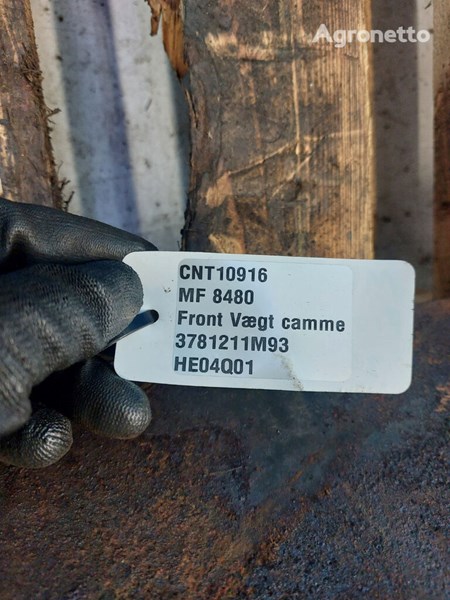 Agronetto
CNT10916
MF 8480
Front Vægt camme
3781211M93
HE04Q01